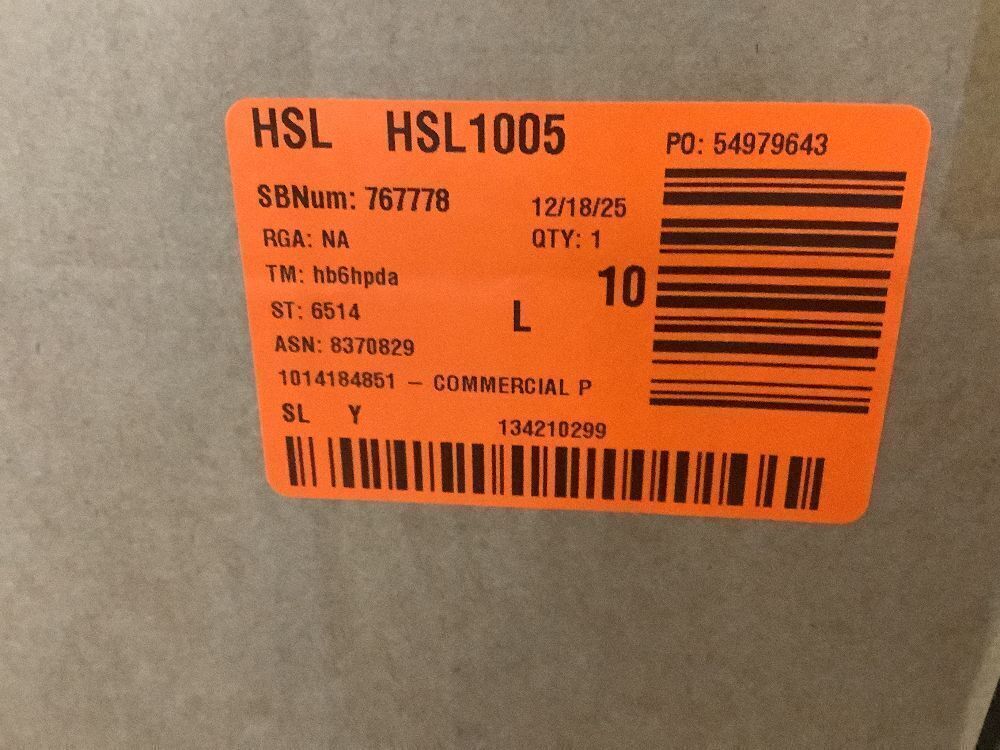 HSL HSL1005
PO: 54979643
SBNum: 767778
12/18/25
RGA: NA
QTY: 1
TM: hb6hpda
10
ST: 6514
L
ASN: 8370829
1014184851 – COMMERCIAL P
SL Y
134210299